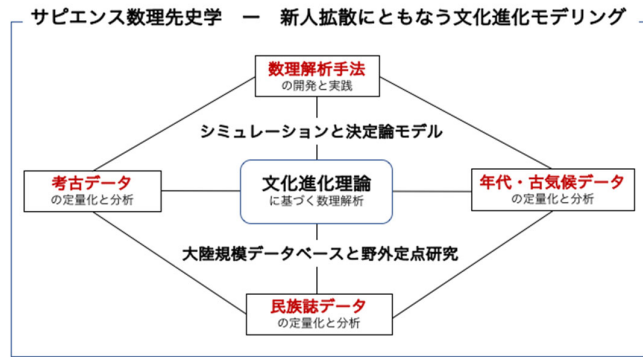 サピエンス数理先史学 ー 新人拡散にともなう文化進化モデリング
数理解析手法
の開発と実践
シミュレーションと決定論モデル
考古データ
の定量化と分析
文化進化理論
に基づく数理解析
年代・古気候データ
の定量化と分析
大陸規模データベースと野外定点研究
民族誌データ
の定量化と分析